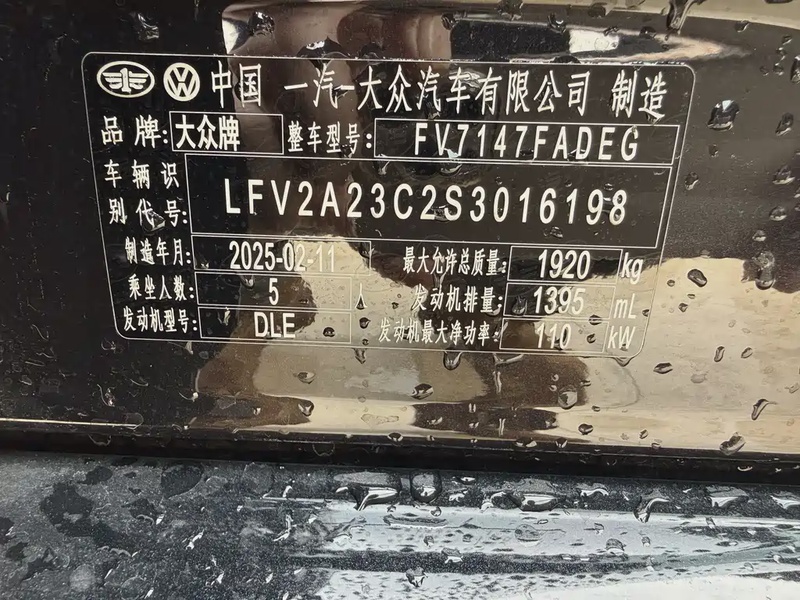 中国 一汽-大众汽车有限公司 制造
品牌: 大众牌 整车型号: FV7147FADEG
车辆识别代号: LFV2A23C2S3016198
制造年月: 2025-02-11 最大允许总质量: 1920 kg
乘坐人数: 5 人 发动机排量: 1395 mL
发动机型号: DLE 发动机最大净功率: 110 kW